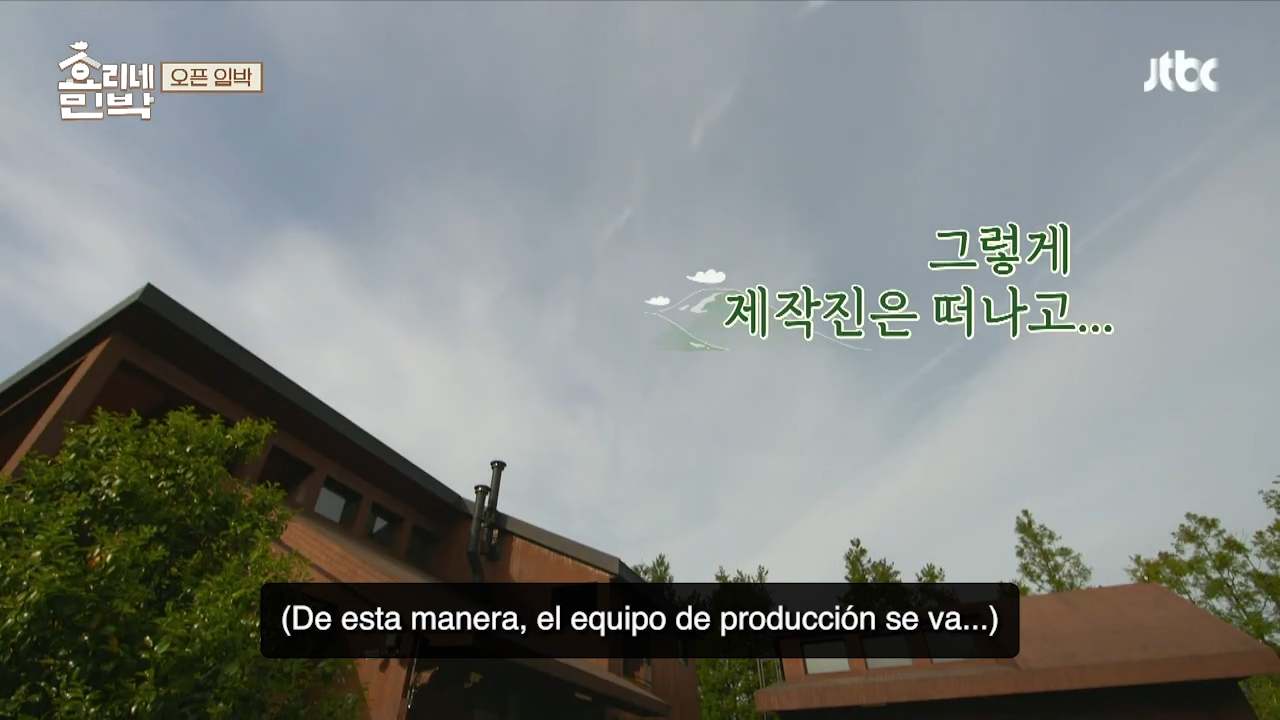 효리네
민박
오픈 임박
jtbc
그렇게
제작진은 떠나고...
(De esta manera, el equipo de producción se va...)